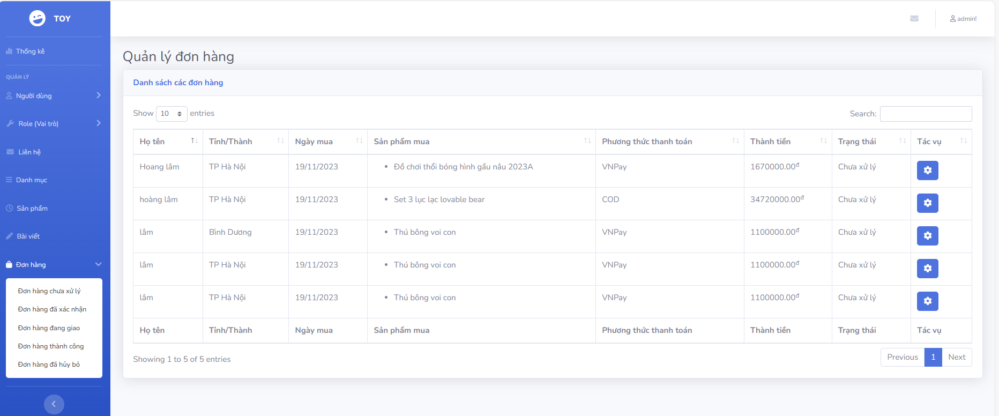 TOY
admin!
Thống kê
QUẢN LÝ
Người dùng
Role (Vai trò)
Liên hệ
Danh mục
Sản phẩm
Bài viết
Đơn hàng
Đơn hàng chưa xử lý
Đơn hàng đã xác nhận
Đơn hàng đang giao
Đơn hàng thành công
Đơn hàng đã hủy bỏ
Quản lý đơn hàng
Danh sách các đơn hàng
Show 10 entries Search:
Họ tên Tỉnh/Thành Ngày mua Sản phẩm mua Phương thức thanh toán Thành tiền Trạng thái Tác vụ
Hoang lâm TP Hà Nội 19/11/2023 • Đồ chơi thổi bóng hình gấu nâu 2023A VNPay 1670000.00đ Chưa xử lý
hoàng lâm TP Hà Nội 19/11/2023 • Set 3 lục lạc lovable bear COD 34720000.00đ Chưa xử lý
lâm Bình Dương 19/11/2023 • Thú bông voi con VNPay 1100000.00đ Chưa xử lý
lâm TP Hà Nội 19/11/2023 • Thú bông voi con VNPay 1100000.00đ Chưa xử lý
lâm TP Hà Nội 19/11/2023 • Thú bông voi con VNPay 1100000.00đ Chưa xử lý
Họ tên Tỉnh/Thành Ngày mua Sản phẩm mua Phương thức thanh toán Thành tiền Trạng thái Tác vụ
Showing 1 to 5 of 5 entries Previous 1 Next